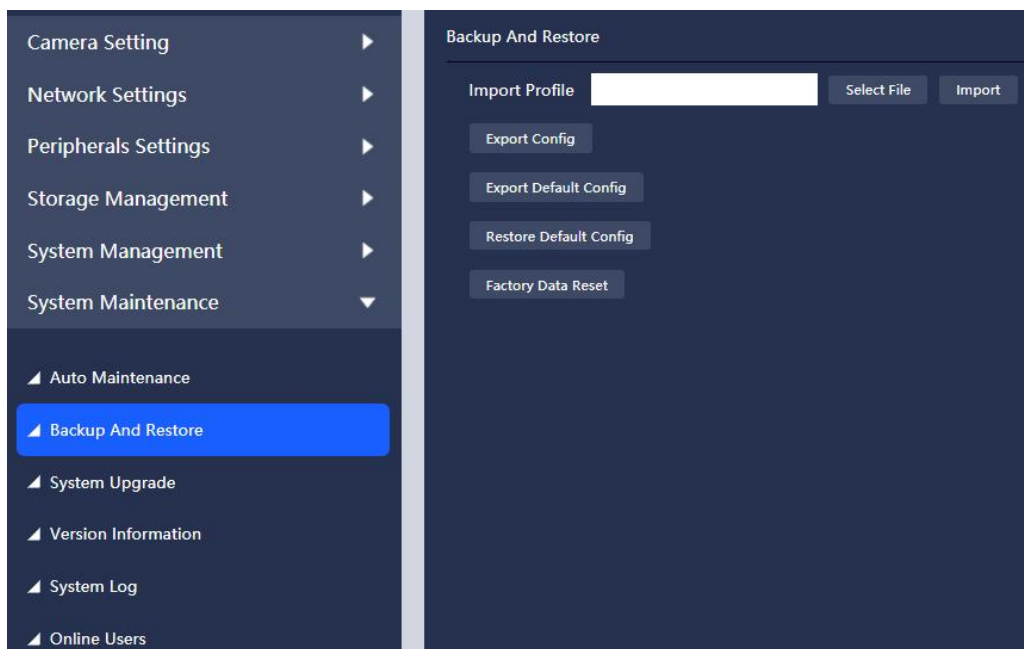 Camera Setting
Network Settings
Peripherals Settings
Storage Management
System Management
System Maintenance
Auto Maintenance
Backup And Restore
System Upgrade
Version Information
System Log
Online Users
Backup And Restore
Import Profile Select File Import
Export Config
Export Default Config
Restore Default Config
Factory Data Reset